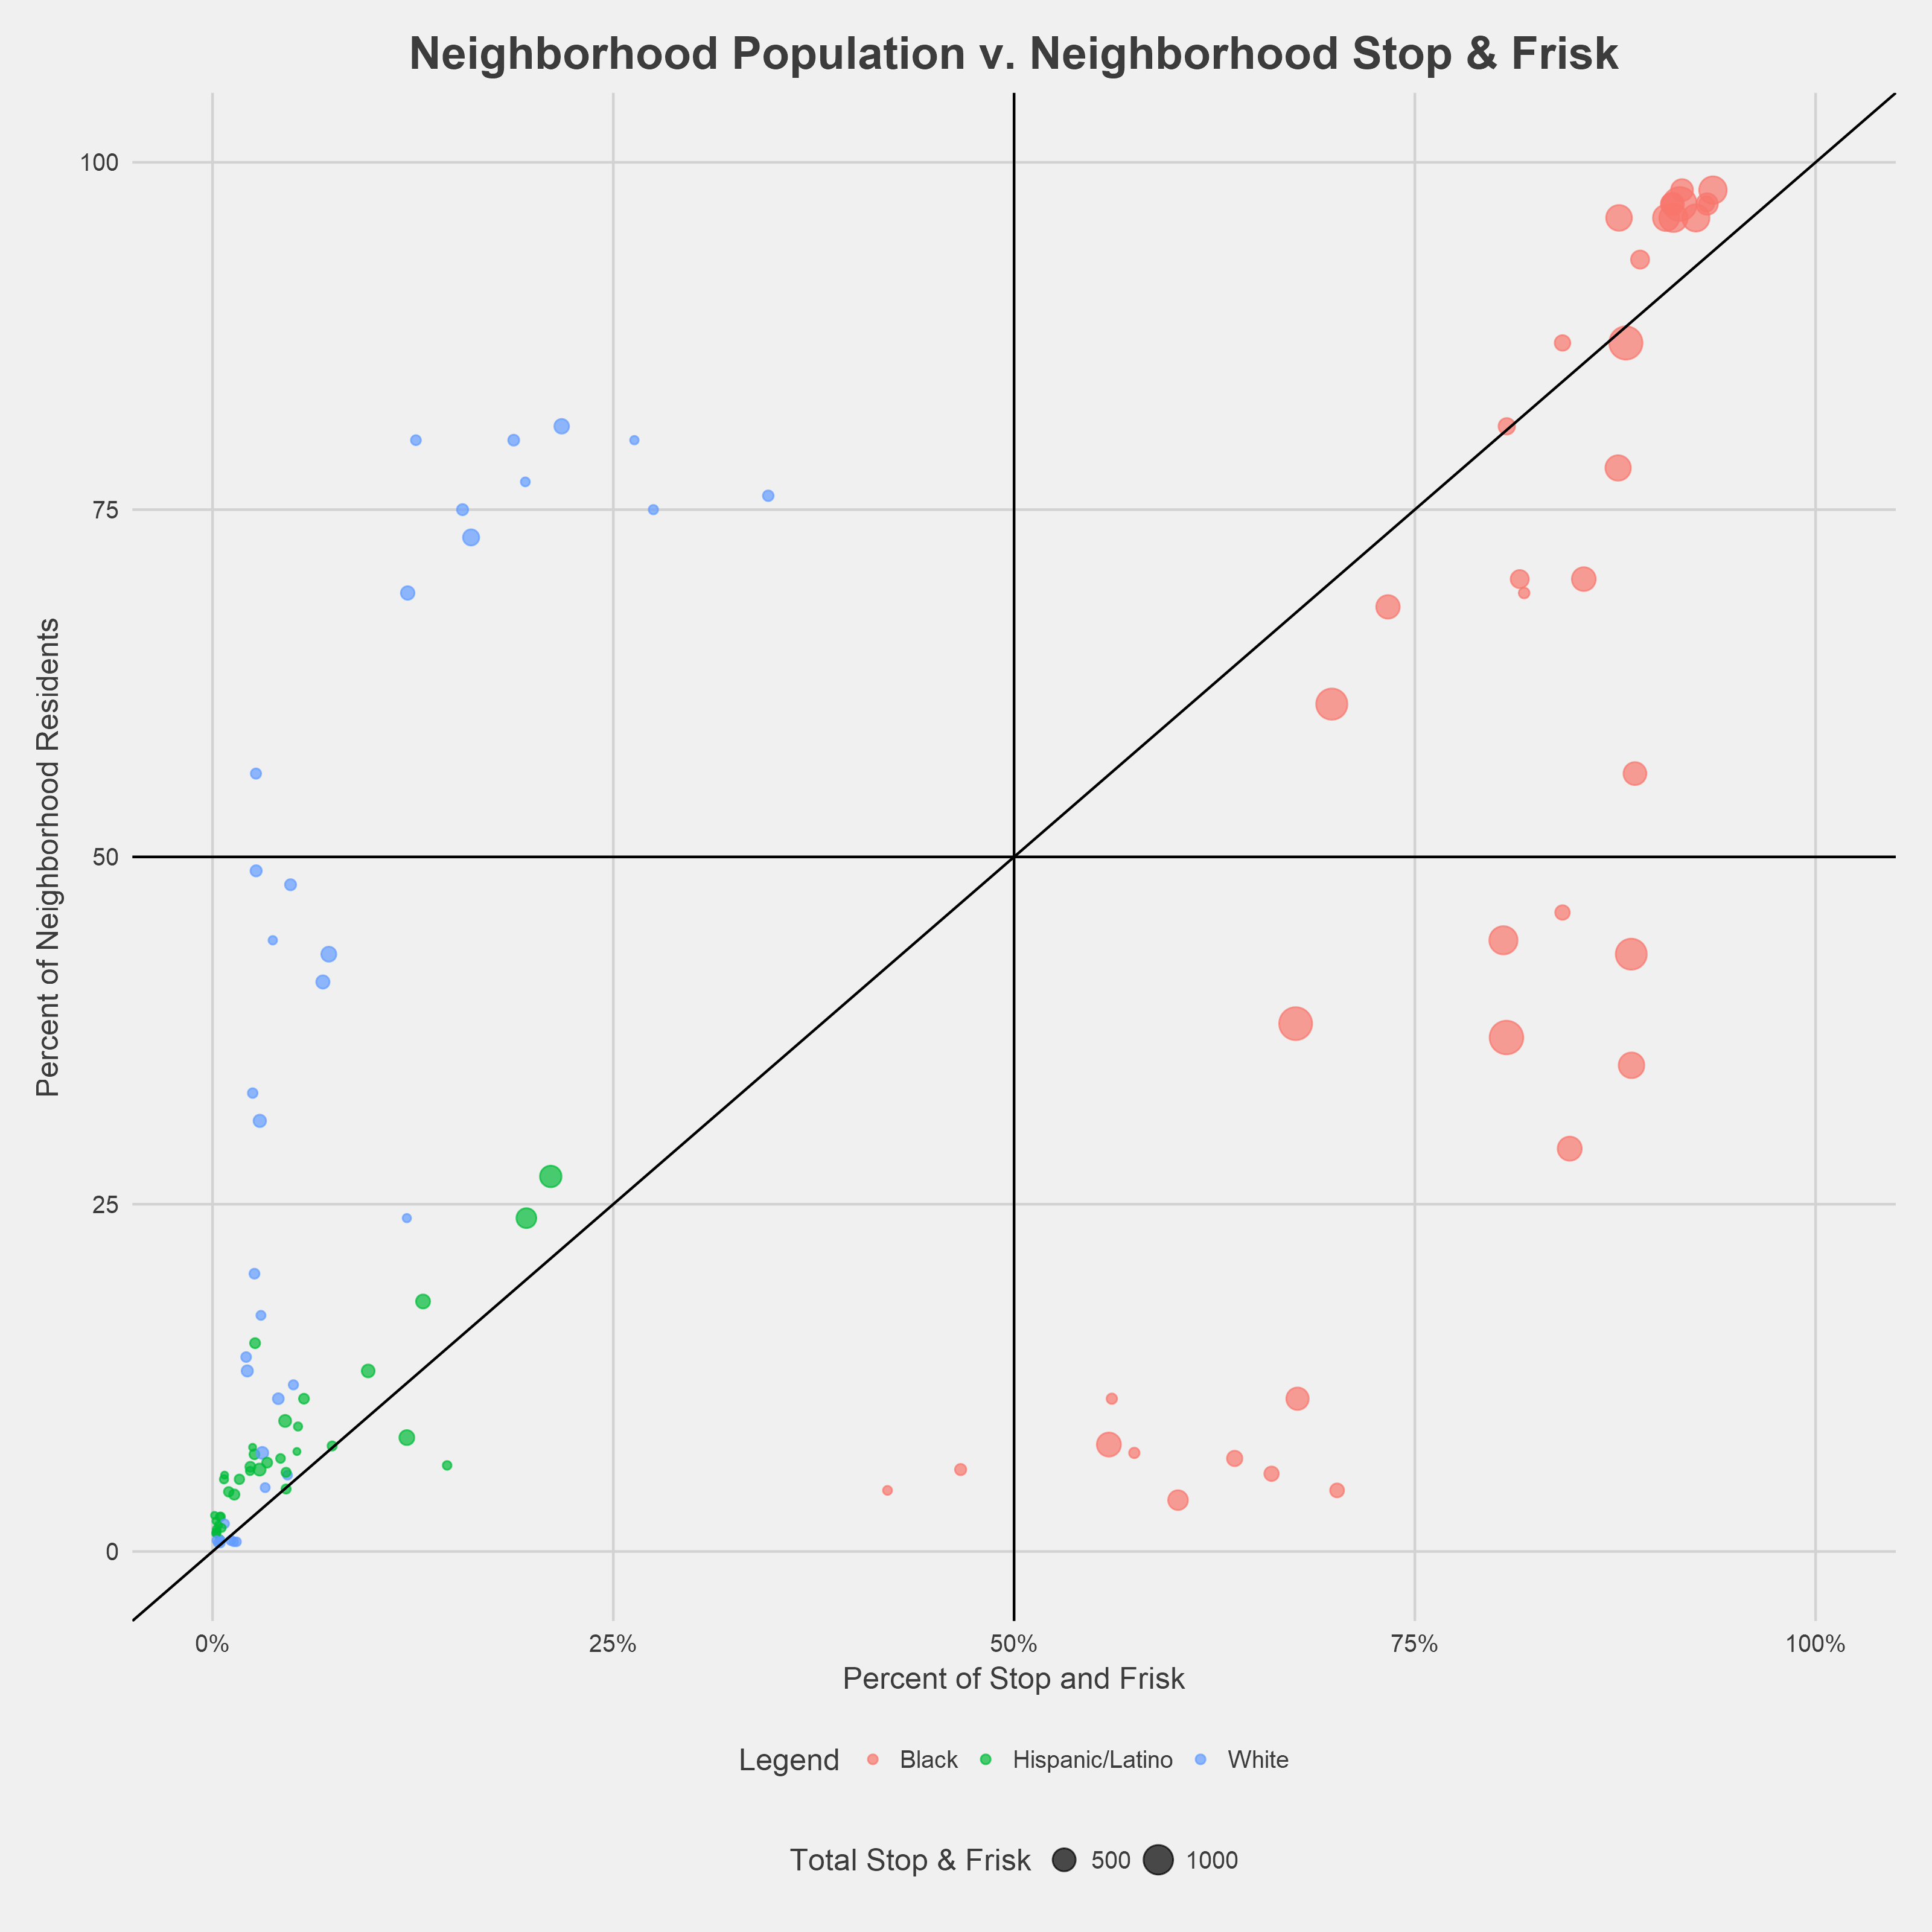 Neighborhood Population v. Neighborhood Stop & Frisk
100
75
50
25
0
Percent of Neighborhood Residents
0% 25% 50% 75% 100%
Percent of Stop and Frisk
Legend Black Hispanic/Latino White
Total Stop & Frisk 500 1000